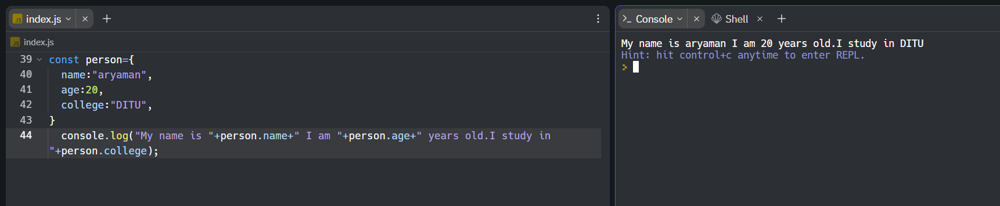 index.js
index.js
39 const person={
40 name:"aryaman",
41 age:20,
42 college:"DITU",
43 }
44 console.log("My name is "+person.name+" I am "+person.age+" years old.I study in
"+person.college);
Console
Shell
My name is aryaman I am 20 years old.I study in DITU
Hint: hit control+c anytime to enter REPL.
>